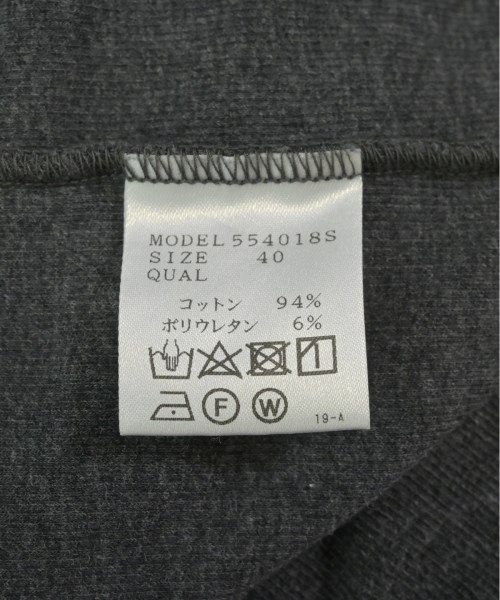 MODEL 554018S
SIZE 40
QUAL
コットン 94%
ポリウレタン 6%
F W 19-A